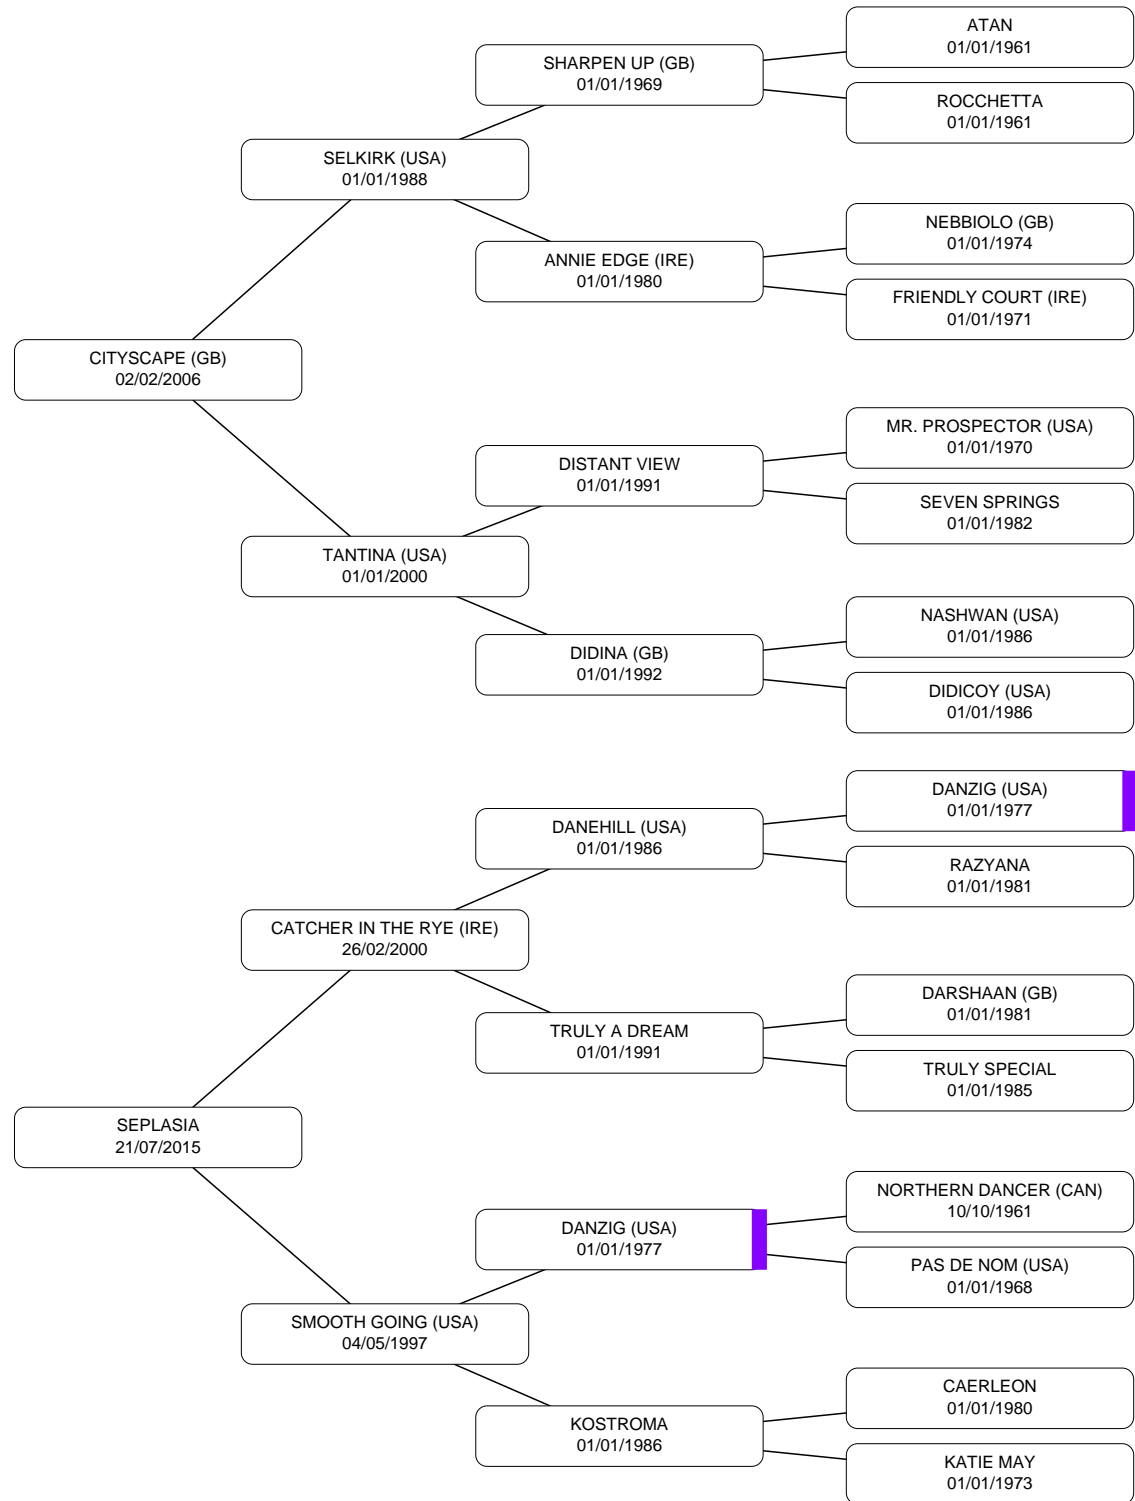 ATAN
01/01/1961
SHARPEN UP (GB)
01/01/1969
ROCCHETTA
01/01/1961
SELKIRK (USA)
01/01/1988
NEBBIOLO (GB)
01/01/1974
ANNIE EDGE (IRE)
01/01/1980
FRIENDLY COURT (IRE)
01/01/1971
CITYSCAPE (GB)
02/02/2006
MR. PROSPECTOR (USA)
01/01/1970
DISTANT VIEW
01/01/1991
SEVEN SPRINGS
01/01/1982
TANTINA (USA)
01/01/2000
NASHWAN (USA)
01/01/1986
DIDINA (GB)
01/01/1992
DIDICOY (USA)
01/01/1986
DANZIG (USA)
01/01/1977
DANEHILL (USA)
01/01/1986
RAZYANA
01/01/1981
CATCHER IN THE RYE (IRE)
26/02/2000
DARSHAAN (GB)
01/01/1981
TRULY A DREAM
01/01/1991
TRULY SPECIAL
01/01/1985
SEPLASIA
21/07/2015
NORTHERN DANCER (CAN)
10/10/1961
DANZIG (USA)
01/01/1977
PAS DE NOM (USA)
01/01/1968
SMOOTH GOING (USA)
04/05/1997
CAERLEON
01/01/1980
KOSTROMA
01/01/1986
KATIE MAY
01/01/1973